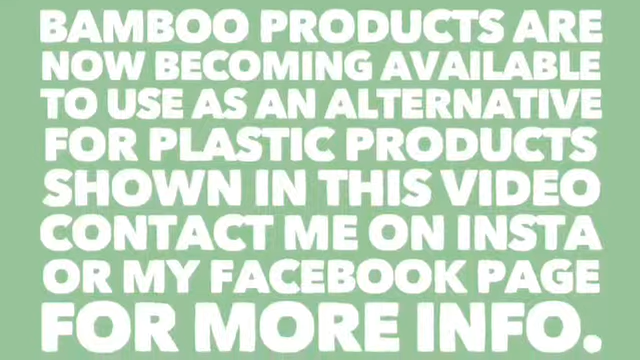 BAMBOO PRODUCTS ARE
NOW BECOMING AVAILABLE
TO USE AS AN ALTERNATIVE
FOR PLASTIC PRODUCTS
SHOWN IN THIS VIDEO
CONTACT ME ON INSTA
OR MY FACEBOOK PAGE
FOR MORE INFO.